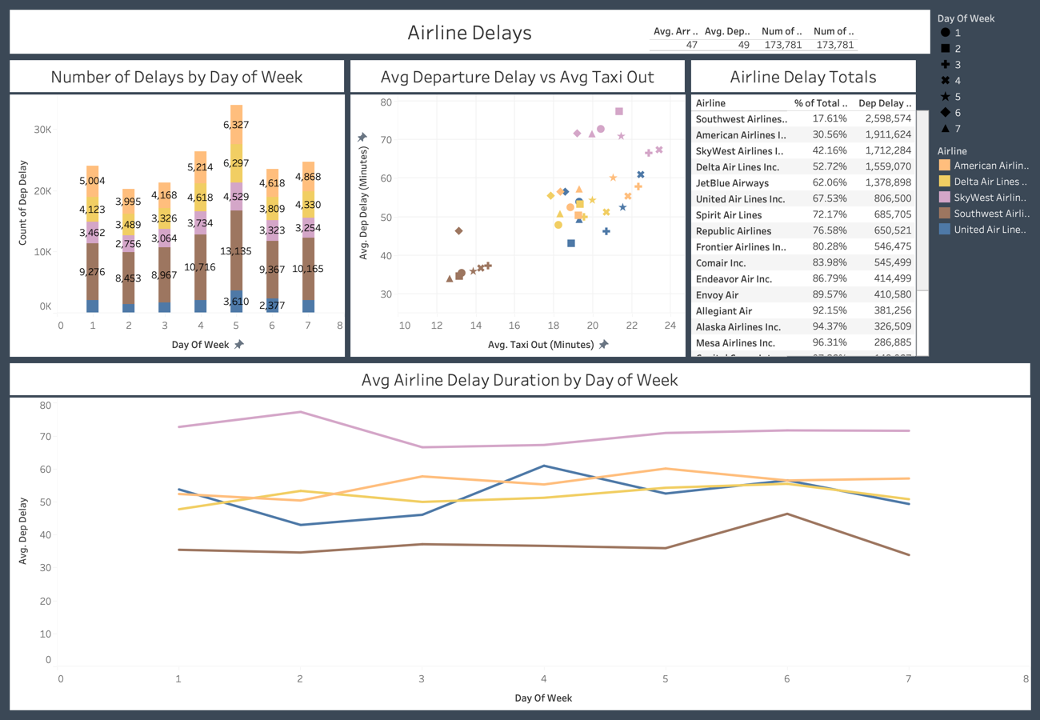 Airline Delays
Avg. Arr .. Avg. Dep.. Num of .. Num of ..
47 49 173,781 173,781
Day Of Week
1
2
3
4
5
6
7
Airline
American Airlin..
Delta Air Lines ..
SkyWest Airlin..
Southwest Airli..
United Air Line..
Number of Delays by Day of Week
Count of Dep Delay
30K
20K
10K
0K
5,004
4,123
3,462
9,276
3,995
3,489
2,756
8,453
4,168
3,326
3,064
8,967
5,214
4,618
3,734
10,716
6,327
6,297
4,529
13,135
3,610
4,618
3,809
3,323
9,367
2,377
4,868
4,330
3,254
10,165
0 1 2 3 4 5 6 7 8
Day Of Week
Avg Departure Delay vs Avg Taxi Out
Avg. Dep Delay (Minutes)
80
70
60
50
40
30
10 12 14 16 18 20 22 24
Avg. Taxi Out (Minutes)
Airline Delay Totals
Airline % of Total .. Dep Delay ..
Southwest Airlines.. 17.61% 2,598,574
American Airlines I.. 30.56% 1,911,624
SkyWest Airlines I.. 42.16% 1,712,284
Delta Air Lines Inc. 52.72% 1,559,070
JetBlue Airways 62.06% 1,378,898
United Air Lines Inc. 67.53% 806,500
Spirit Air Lines 72.17% 685,705
Republic Airlines 76.58% 650,521
Frontier Airlines In.. 80.28% 546,475
Comair Inc. 83.98% 545,499
Endeavor Air Inc. 86.79% 414,499
Envoy Air 89.57% 410,580
Allegiant Air 92.15% 381,256
Alaska Airlines Inc. 94.37% 326,509
Mesa Airlines Inc. 96.31% 286,885
Avg Airline Delay Duration by Day of Week
Avg. Dep Delay
80
70
60
50
40
30
20
10
0
0 1 2 3 4 5 6 7 8
Day Of Week